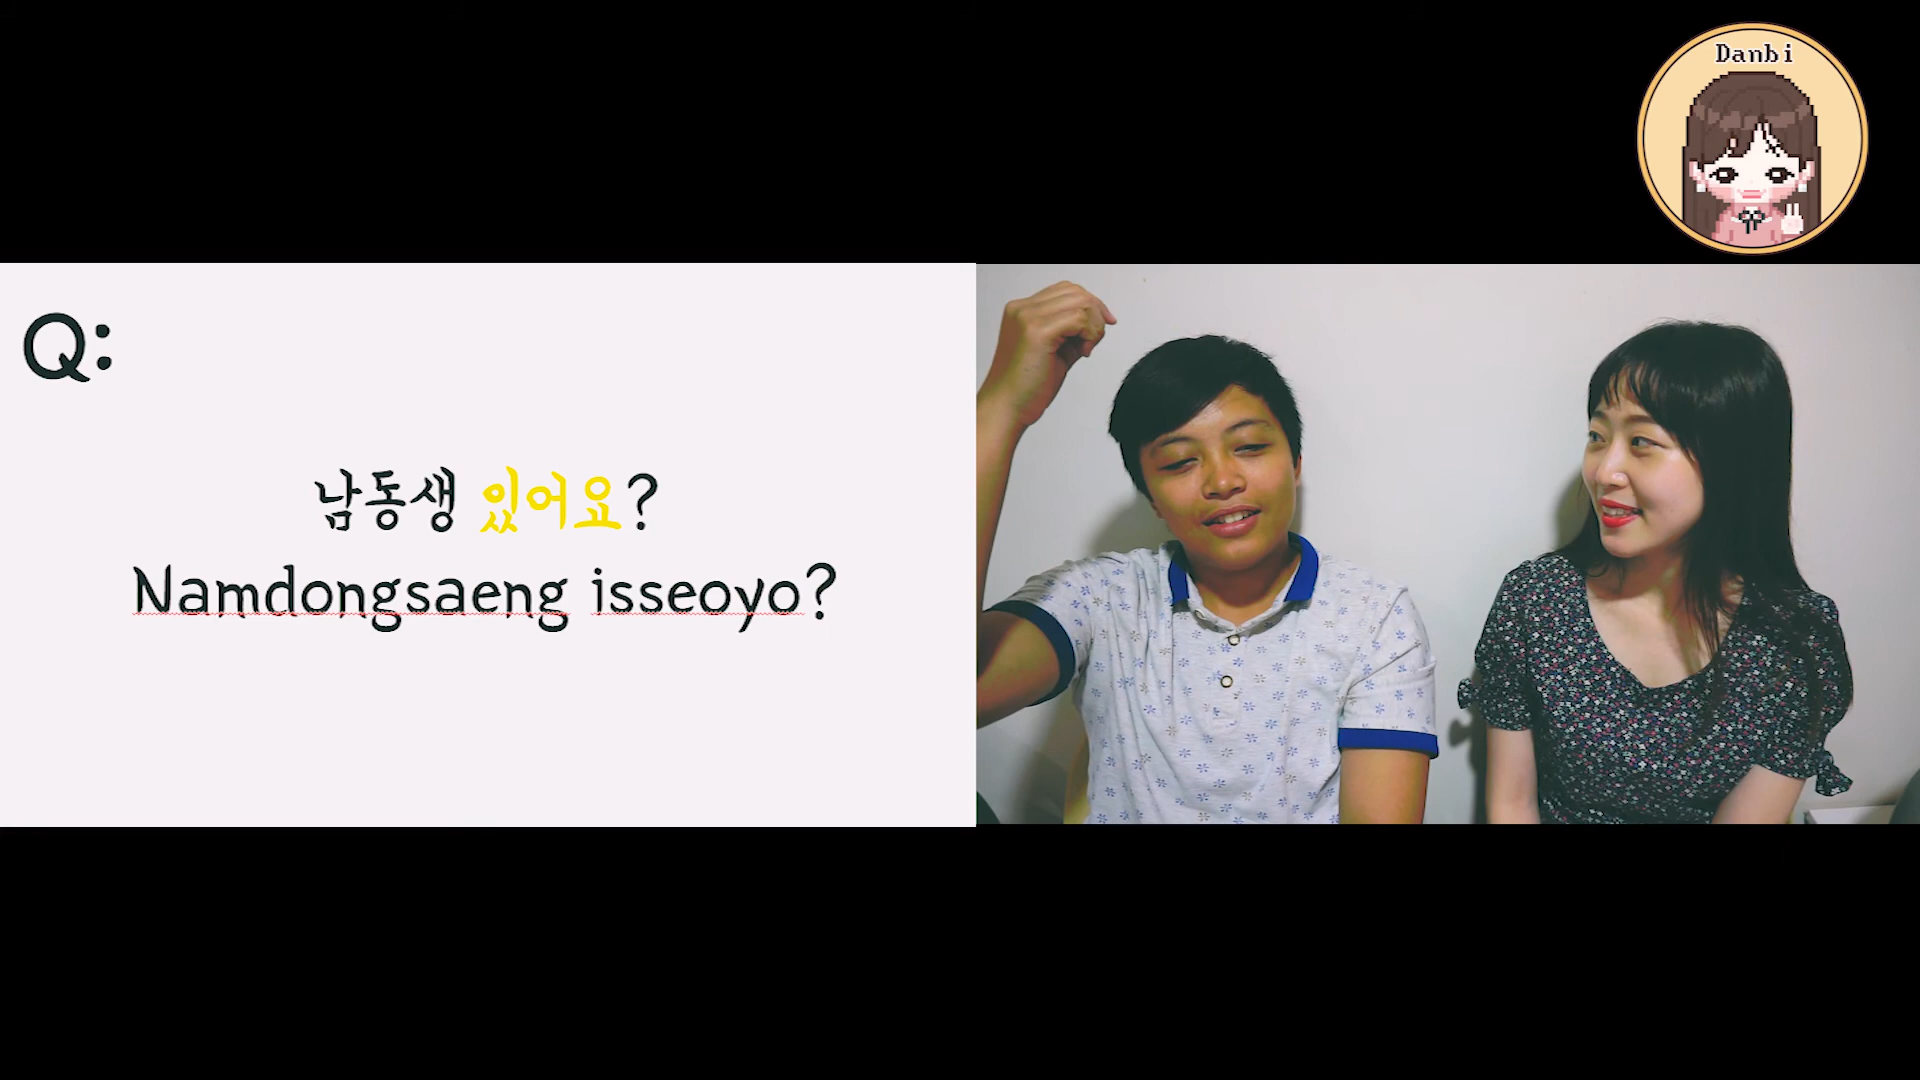 Danbi
Q:
남동생 있어요?
Namdongsaeng isseoyo?